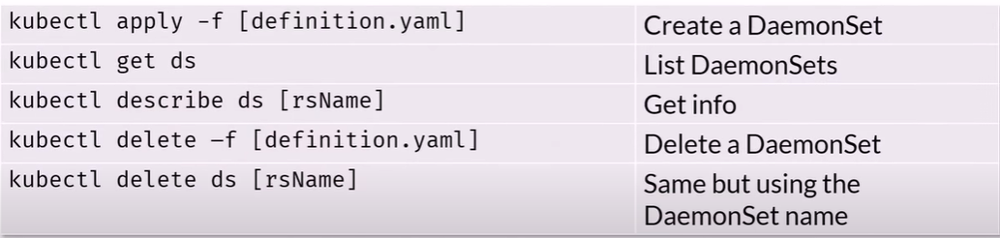 kubectl apply -f [definition.yaml] Create a DaemonSet
kubectl get ds List DaemonSets
kubectl describe ds [rsName] Get info
kubectl delete –f [definition.yaml] Delete a DaemonSet
kubectl delete ds [rsName] Same but using the
DaemonSet name